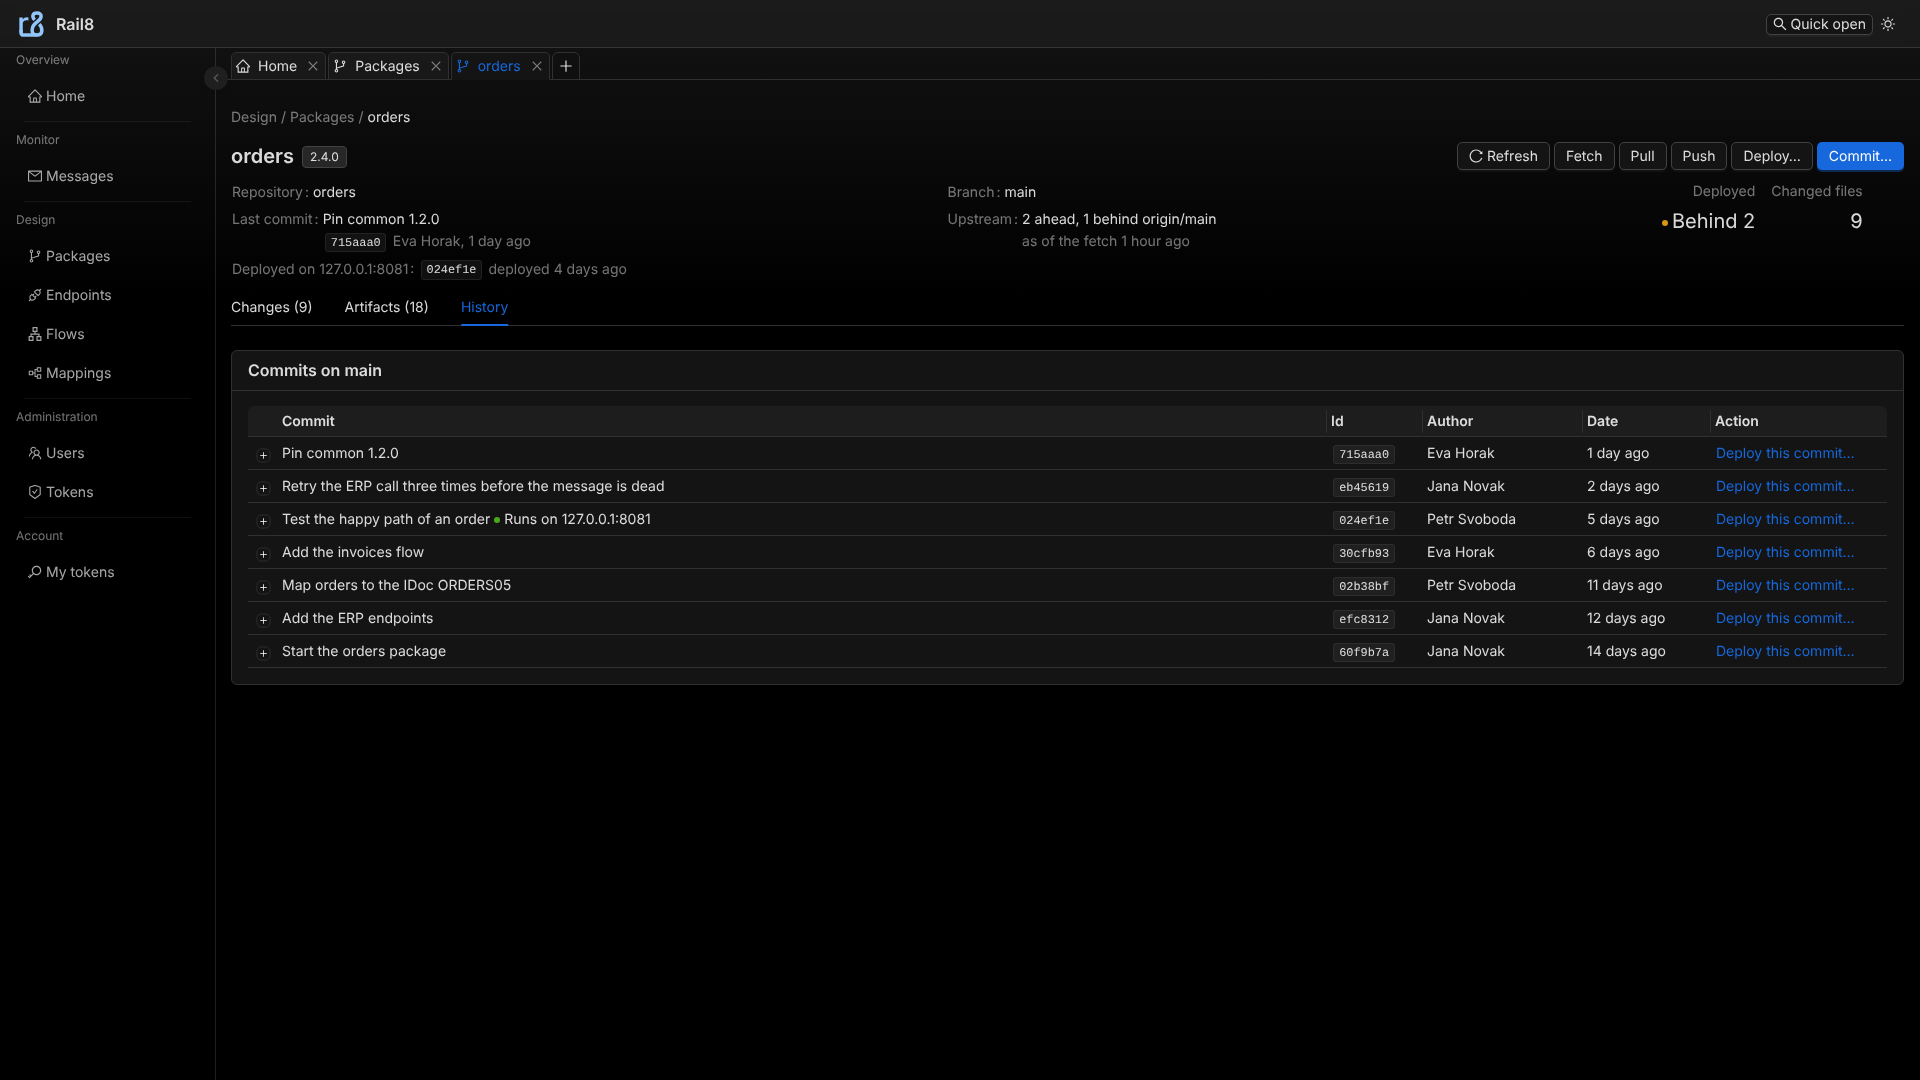 Rail8
Quick open
Overview
Home
Monitor
Messages
Design
Packages
Endpoints
Flows
Mappings
Administration
Users
Tokens
Account
My tokens
Home
Packages
orders
Design / Packages / orders
orders 2.4.0
Refresh Fetch Pull Push Deploy... Commit...
Repository: orders
Branch: main
Deployed Changed files
Last commit: Pin common 1.2.0
Upstream: 2 ahead, 1 behind origin/main
Behind 2 9
715aaa0 Eva Horak, 1 day ago
as of the fetch 1 hour ago
Deployed on 127.0.0.1:8081: 024ef1e deployed 4 days ago
Changes (9) Artifacts (18) History
Commits on main
Commit Id Author Date Action
Pin common 1.2.0 715aaa0 Eva Horak 1 day ago Deploy this commit...
Retry the ERP call three times before the message is dead eb45619 Jana Novak 2 days ago Deploy this commit...
Test the happy path of an order Runs on 127.0.0.1:8081 024ef1e Petr Svoboda 5 days ago Deploy this commit...
Add the invoices flow 30cfb93 Eva Horak 6 days ago Deploy this commit...
Map orders to the IDoc ORDERS05 02b38bf Petr Svoboda 11 days ago Deploy this commit...
Add the ERP endpoints efc8312 Jana Novak 12 days ago Deploy this commit...
Start the orders package 60f9b7a Jana Novak 14 days ago Deploy this commit...